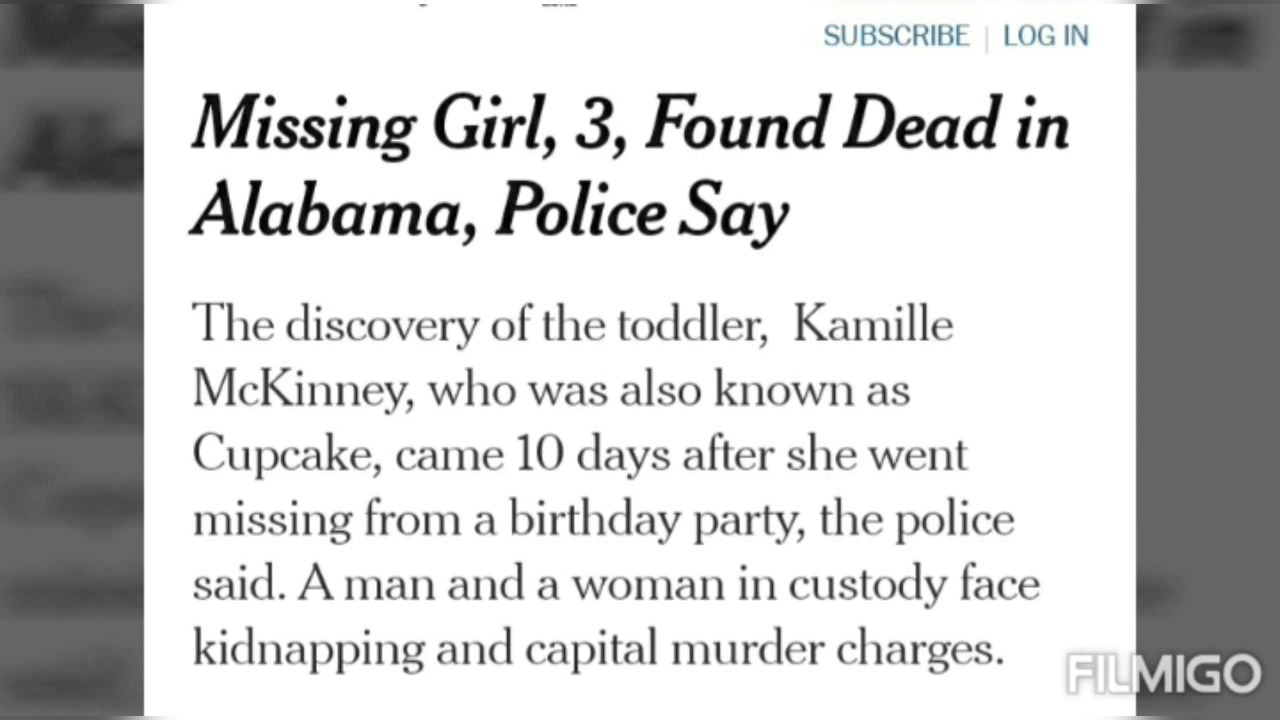 SUBSCRIBE | LOG IN
Missing Girl, 3, Found Dead in
Alabama, Police Say
The discovery of the toddler, Kamille
McKinney, who was also known as
Cupcake, came 10 days after she went
missing from a birthday party, the police
said. A man and a woman in custody face
kidnapping and capital murder charges.
FILMIGO